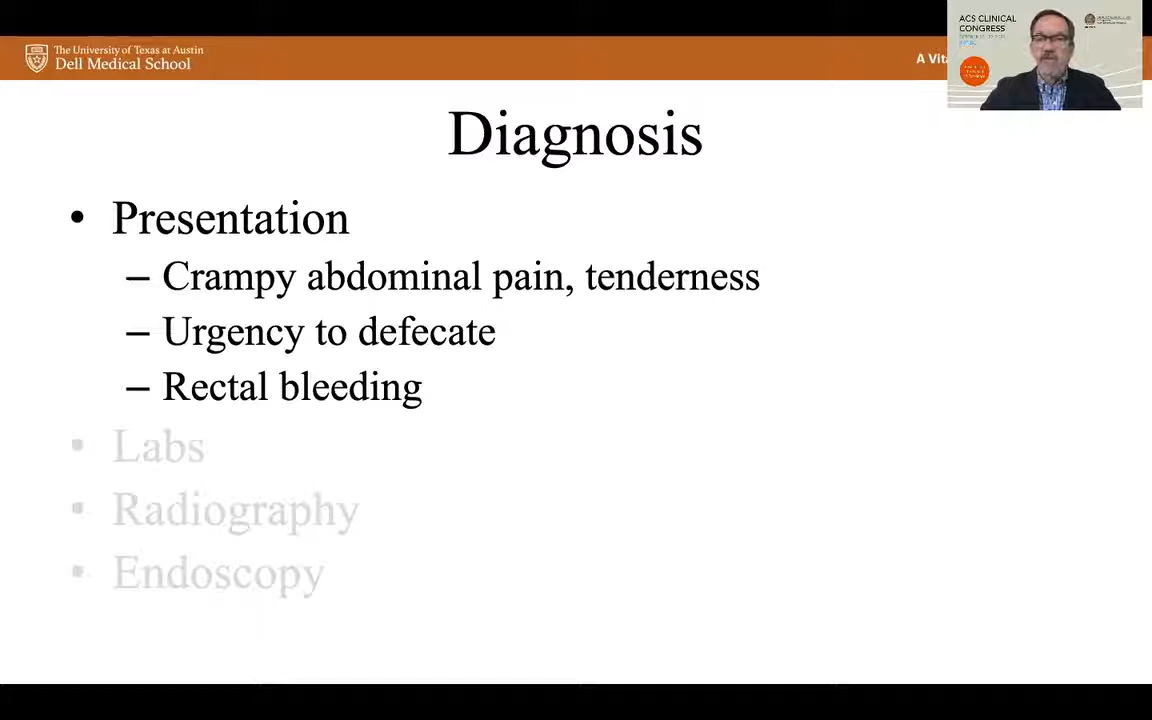 The University of Texas at Austin
Dell Medical School
ACS CLINICAL
CONGRESS
Diagnosis
• Presentation
– Crampy abdominal pain, tenderness
– Urgency to defecate
– Rectal bleeding
• Labs
• Radiography
• Endoscopy